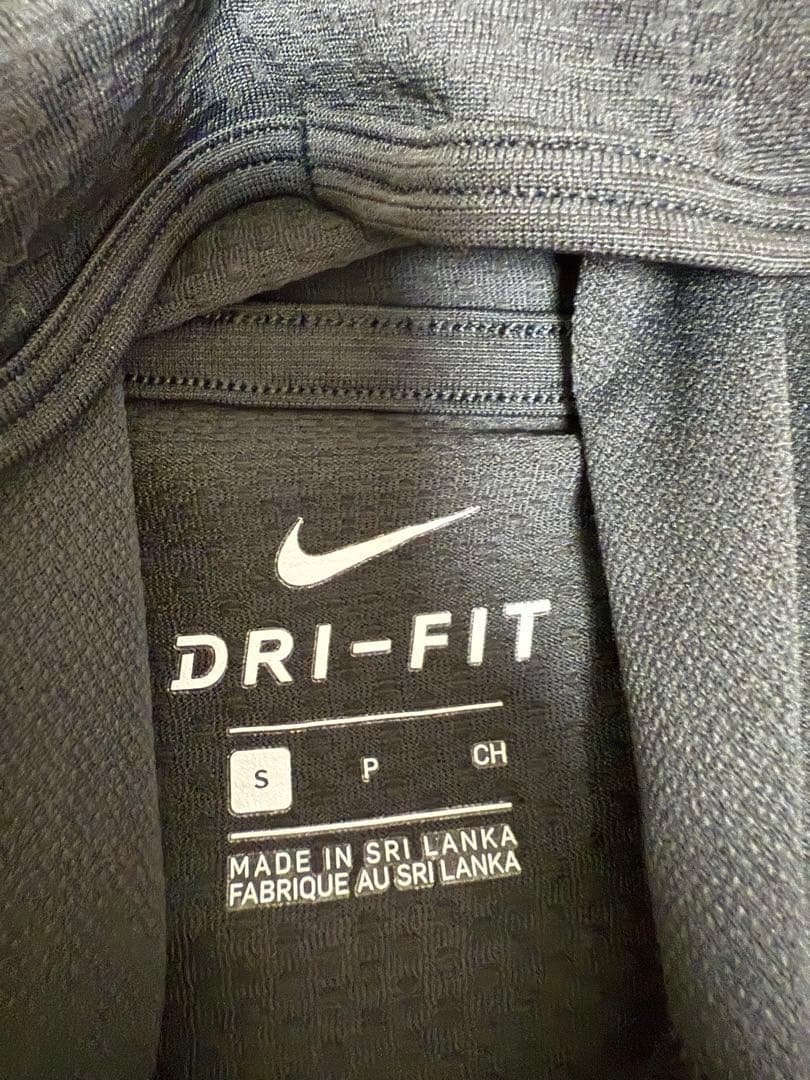 DRI-FIT
S P CH
MADE IN SRI LANKA
FABRIQUE AU SRI LANKA